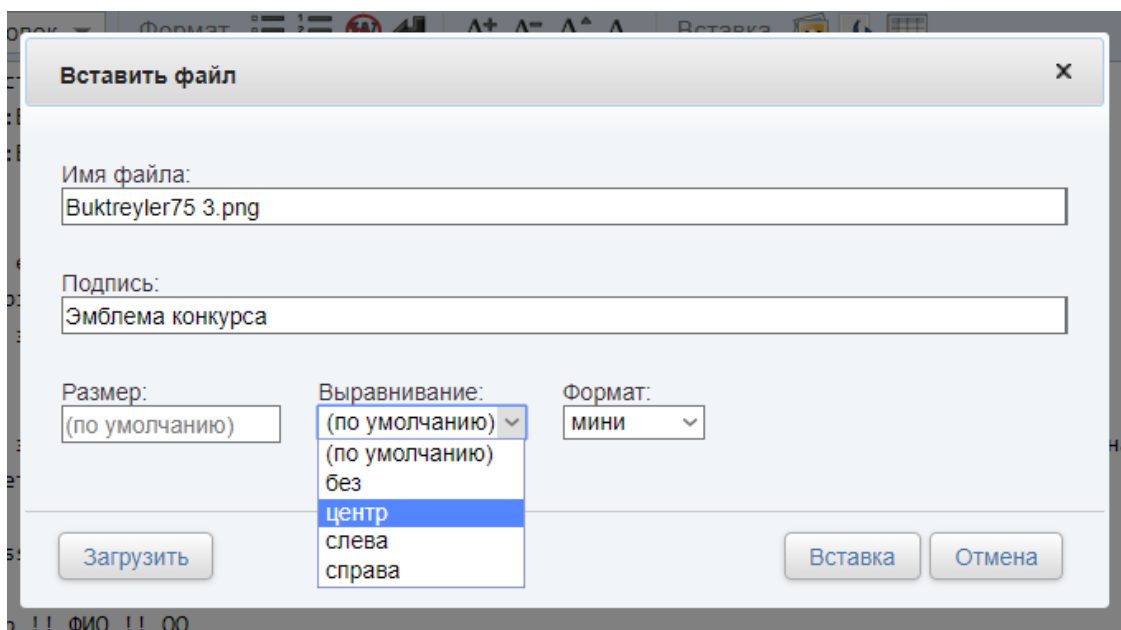 Формат
Вставка
Вставить файл
Имя файла:
Buktreyler75 3.png
Подпись:
Эмблема конкурса
Размер: Выравнивание: Формат:
(по умолчанию) (по умолчанию) мини
(по умолчанию)
без
центр
слева
справа
Загрузить Вставка Отмена
!! ФИО !! ОО